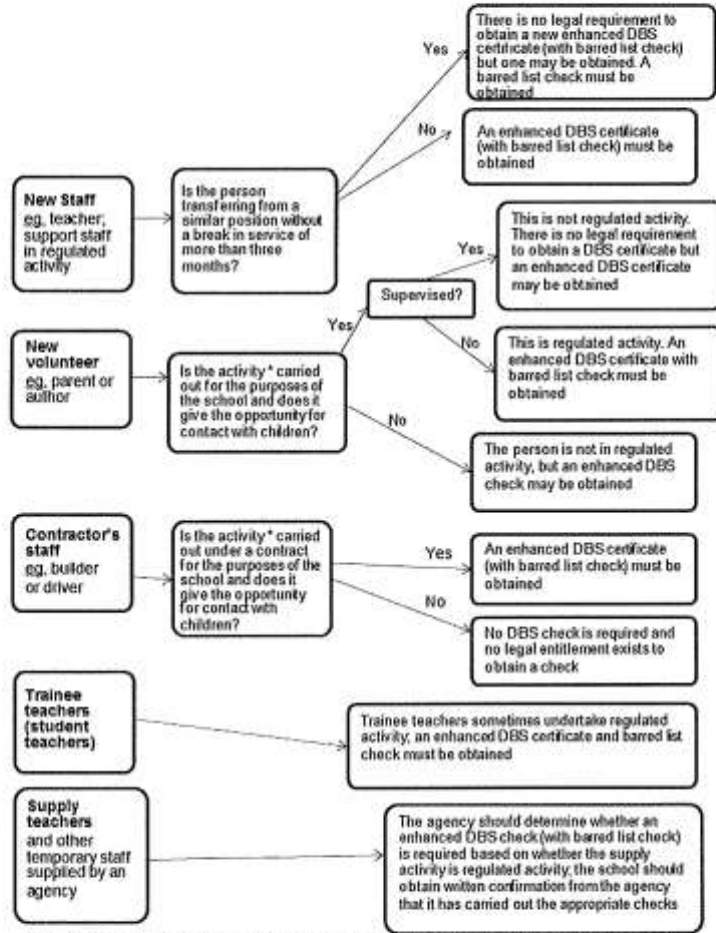 There is no legal requirement to
obtain a new enhanced DBS
certificate (with barred list check)
but one may be obtained. A
barred list check must be
obtained
Yes
No
An enhanced DBS certificate
(with barred list check) must be
obtained
New Staff
eg, teacher;
support staff
in regulated
activity
Is the person
transferring from a
similar position without
a break in service of
more than three
months?
This is not regulated activity.
There is no legal requirement
to obtain a DBS certificate but
an enhanced DBS certificate
may be obtained
Yes
Supervised?
Yes
No
This is regulated activity. An
enhanced DBS certificate with
barred list check must be
obtained
New
volunteer
eg, parent or
author
Is the activity * carried
out for the purposes of
the school and does it
give the opportunity for
contact with children?
No
The person is not in regulated
activity, but an enhanced DBS
check may be obtained
Contractor's
staff
eg, builder
or driver
Is the activity * carried
out under a contract
for the purposes of the
school and does it
give the opportunity
for contact with
children?
Yes
An enhanced DBS certificate
(with barred list check) must be
obtained
No
No DBS check is required and
no legal entitlement exists to
obtain a check
Trainee
teachers
(student
teachers)
Trainee teachers sometimes undertake regulated
activity; an enhanced DBS certificate and barred list
check must be obtained
Supply
teachers
and other
temporary staff
supplied by an
agency
The agency should determine whether an
enhanced DBS check (with barred list check)
is required based on whether the supply
activity is regulated activity; the school should
obtain written confirmation from the agency
that it has carried out the appropriate checks